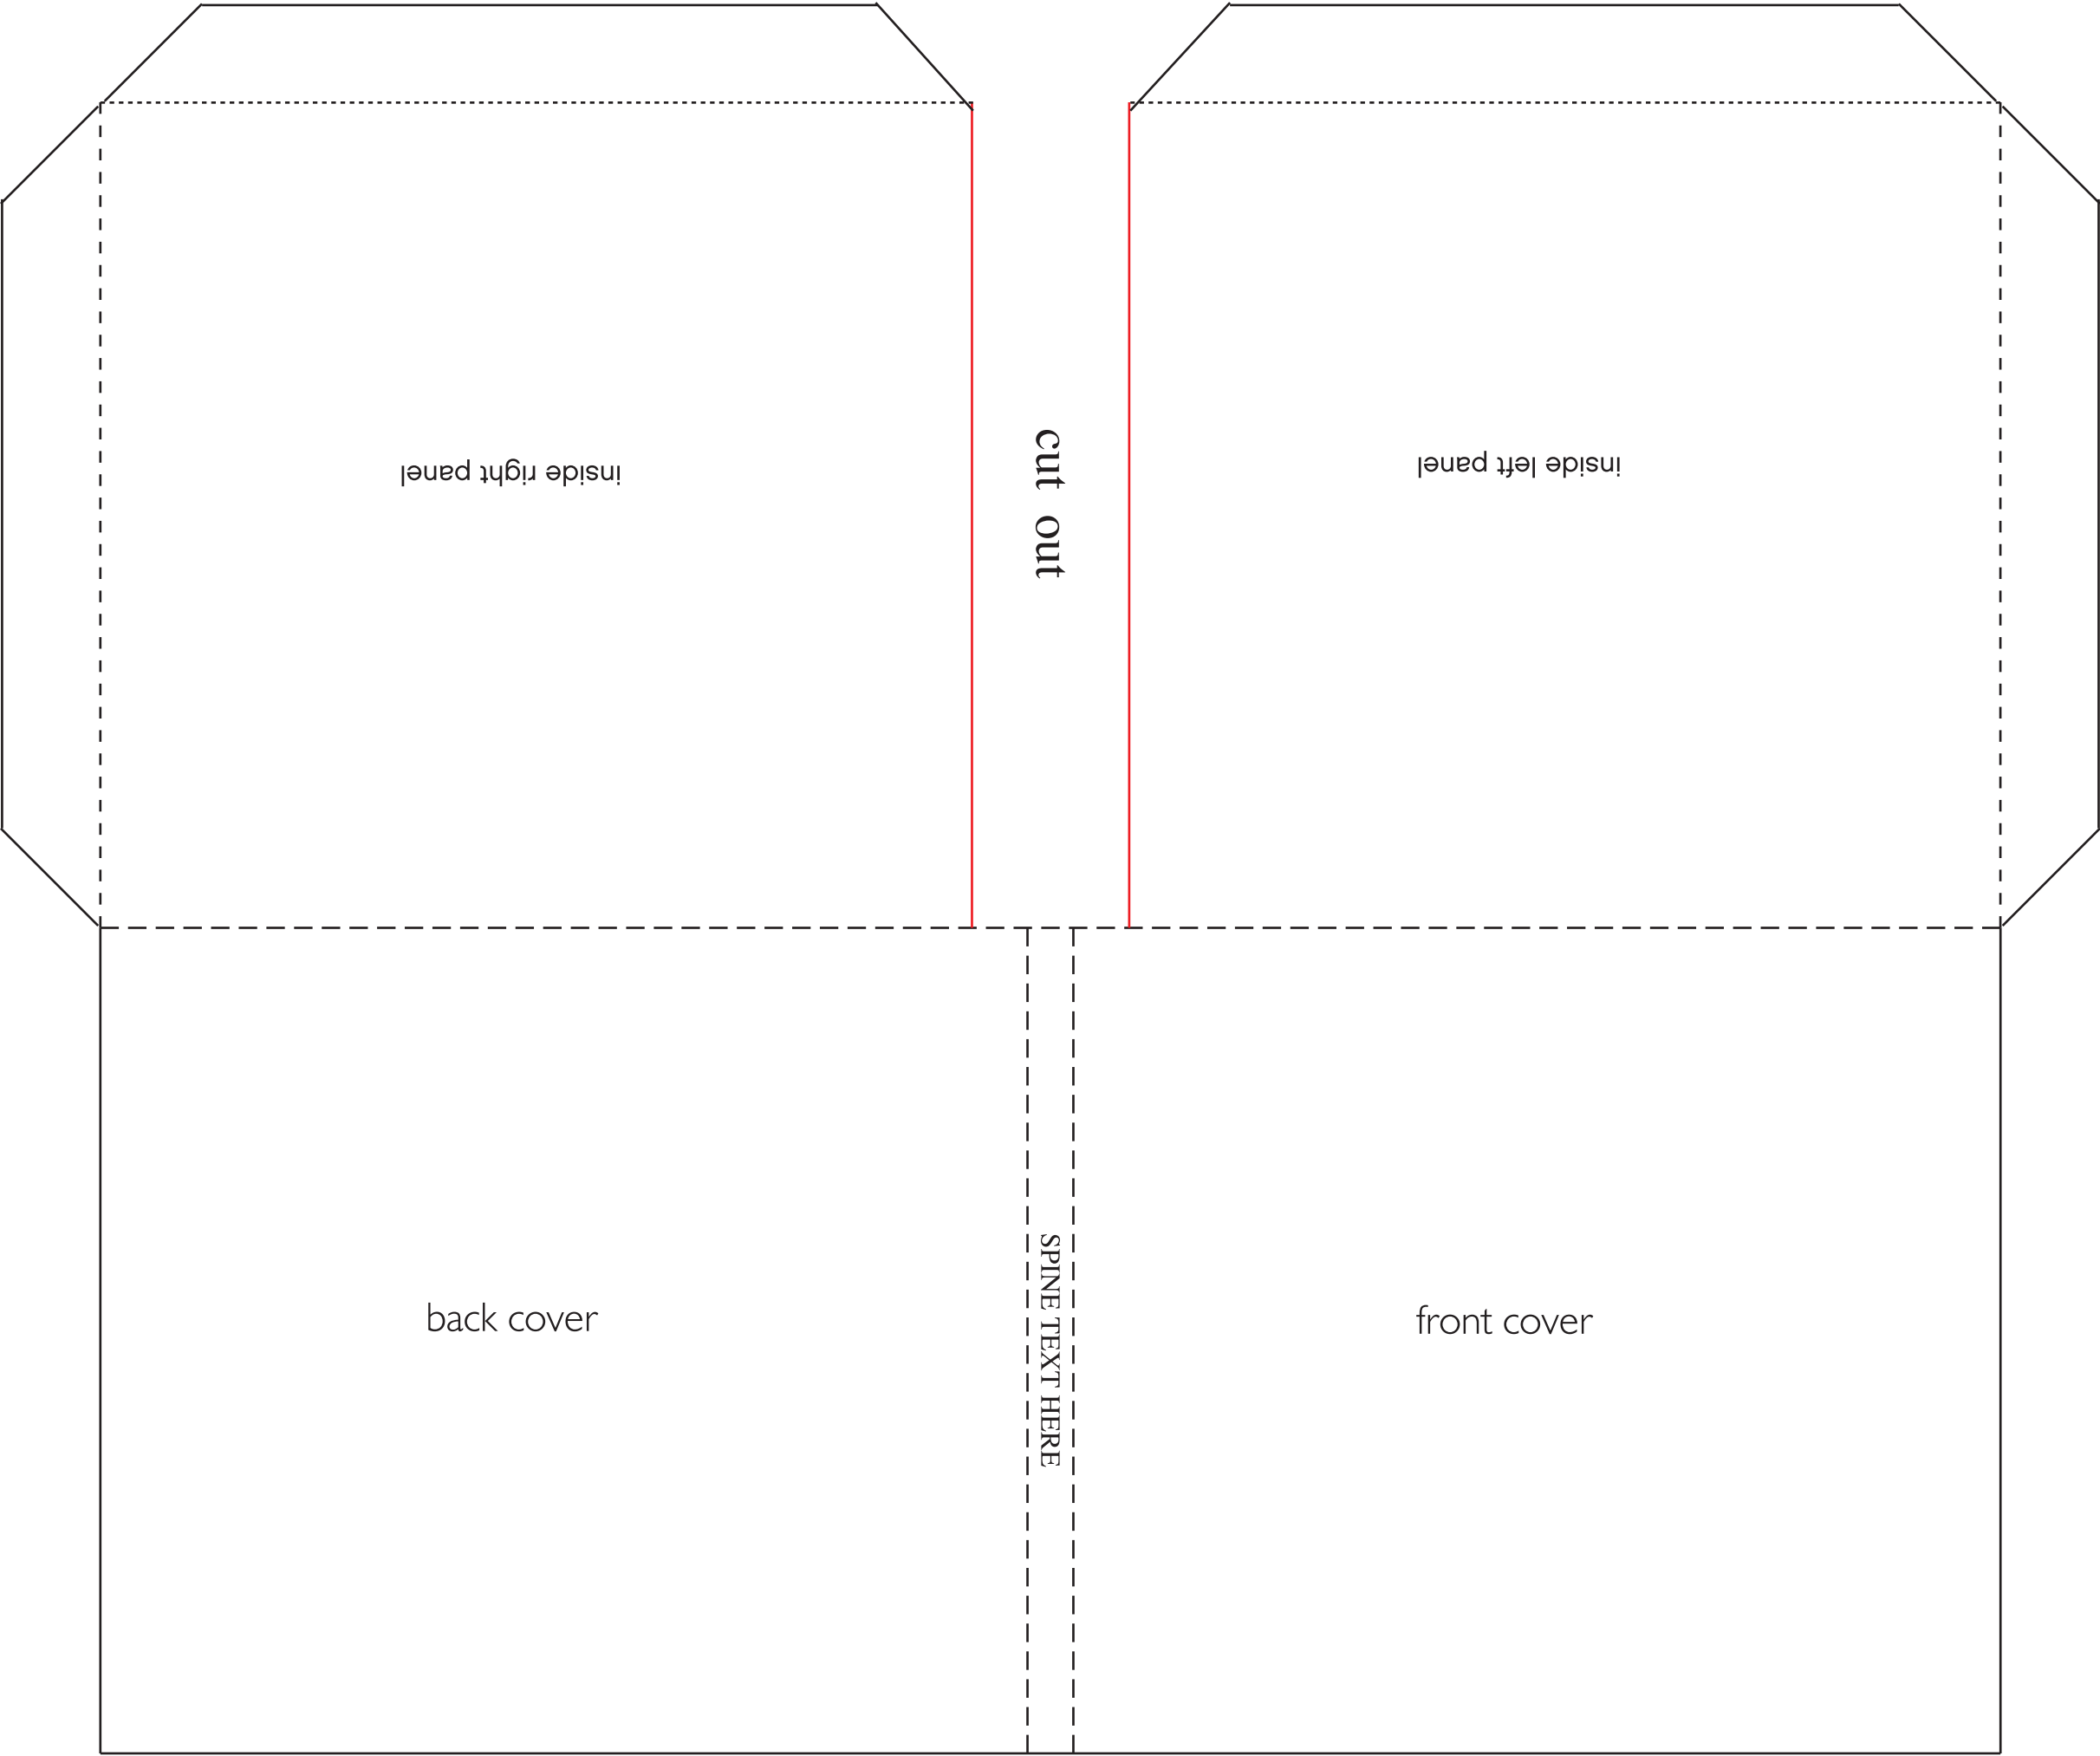 inside right panel
cut out
inside left panel
back cover
SPINE TEXT HERE
front cover